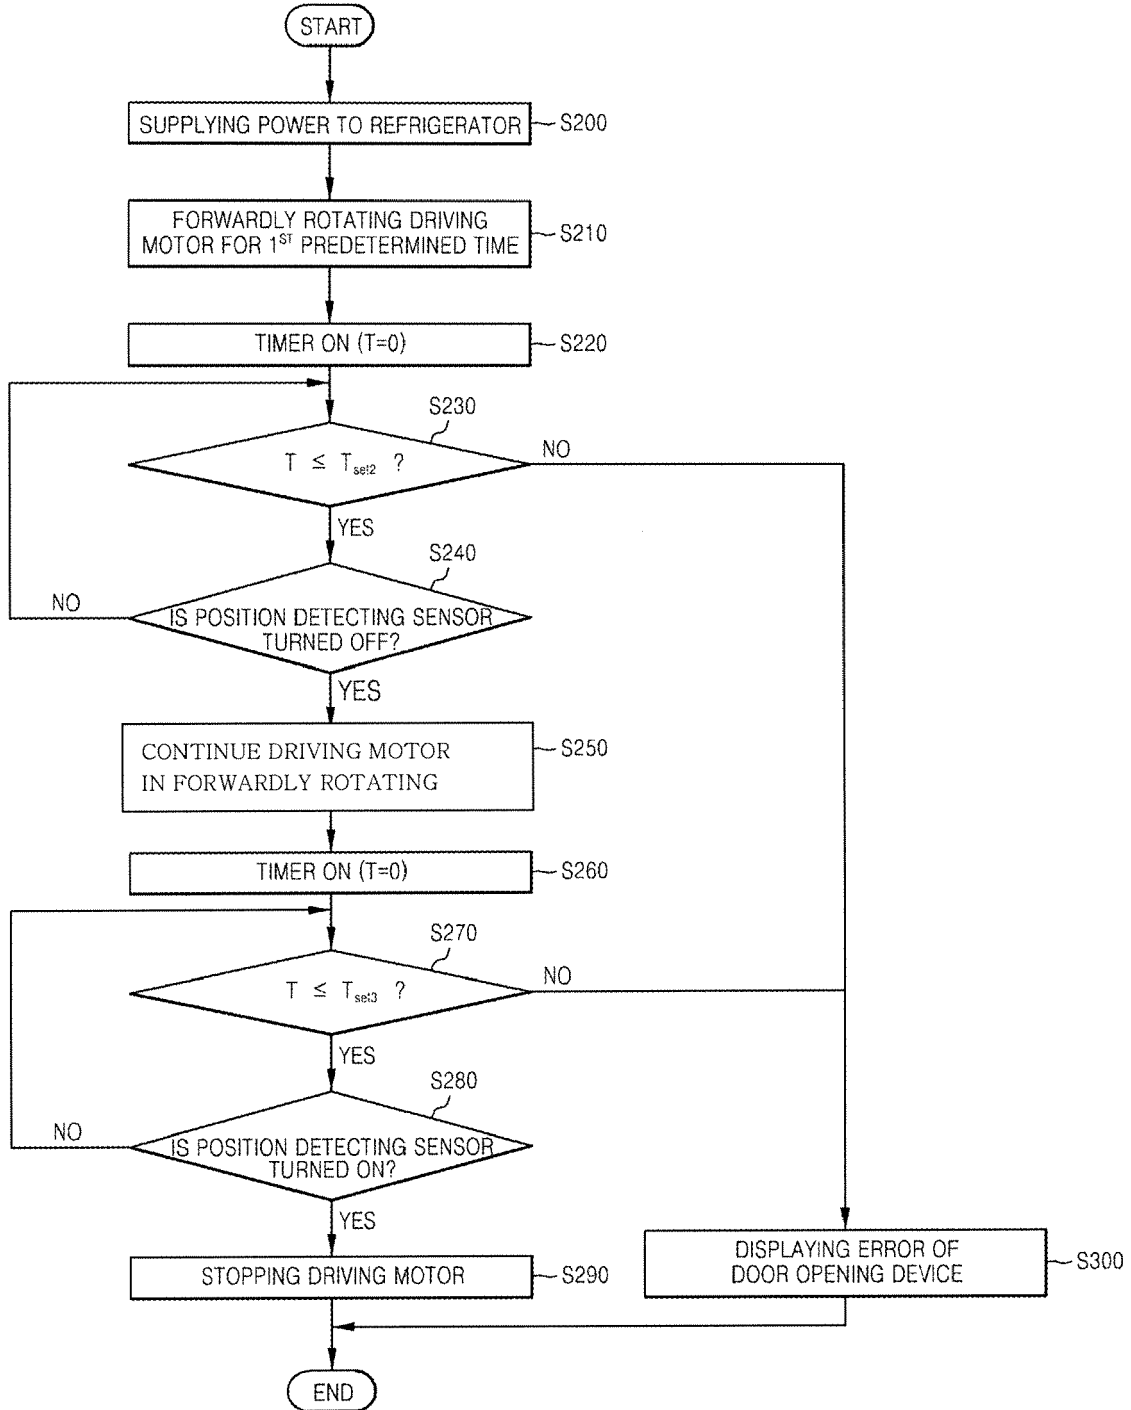 START
SUPPLYING POWER TO REFRIGERATOR
S200
FORWARDLY ROTATING DRIVING
MOTOR FOR 1ST PREDETERMINED TIME
S210
TIMER ON (T=0)
S220
S230
T ≦ Tset2 ?
NO
YES
S240
IS POSITION DETECTING SENSOR
TURNED OFF?
NO
YES
CONTINUE DRIVING MOTOR
IN FORWARDLY ROTATING
S250
TIMER ON (T=0)
S260
S270
T ≦ Tset3 ?
NO
YES
S280
IS POSITION DETECTING SENSOR
TURNED ON?
NO
YES
STOPPING DRIVING MOTOR
S290
DISPLAYING ERROR OF
DOOR OPENING DEVICE
S300
END